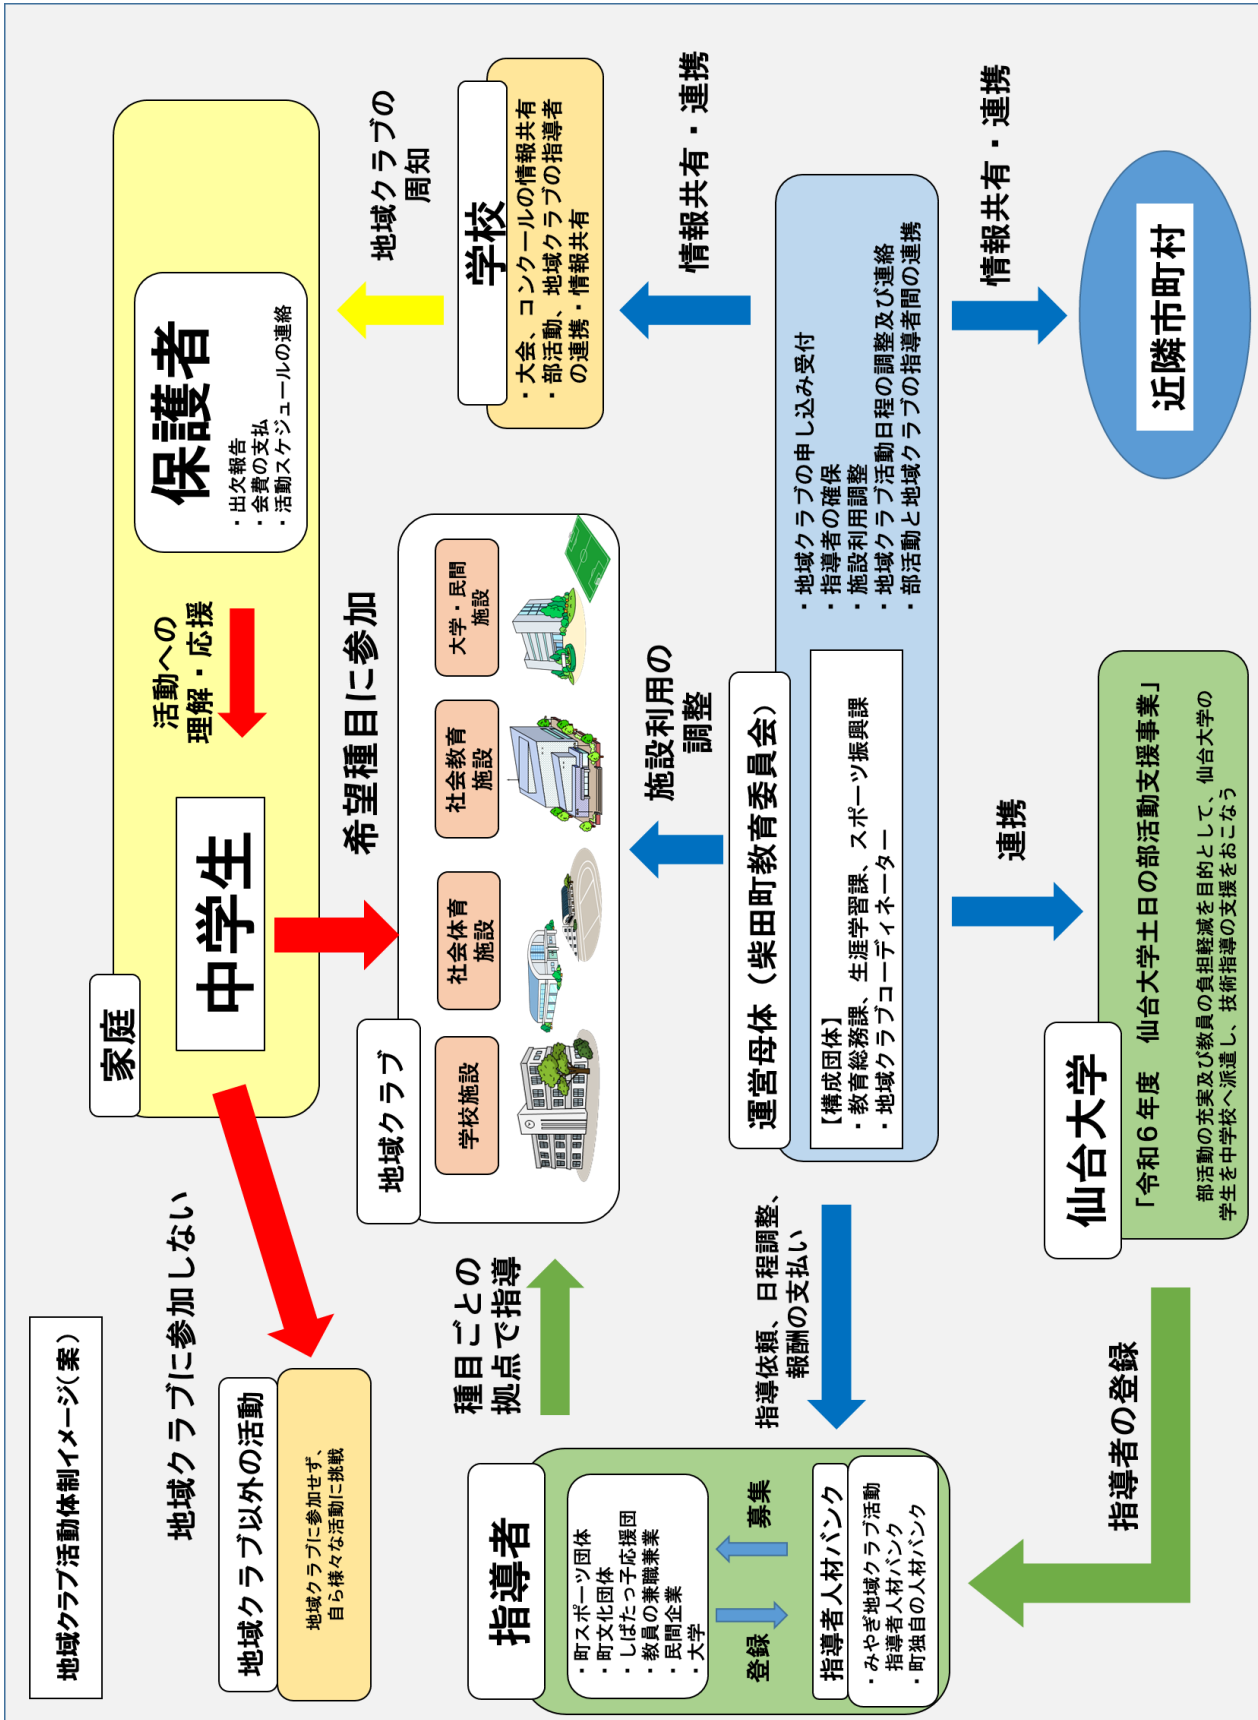 地域クラブ活動体制イメージ(案)
家庭
中学生
活動への
理解・応援
保護者
・出欠報告
・会費の支払
・活動スケジュールの連絡
地域クラブに参加しない
地域クラブ以外の活動
地域クラブに参加せず、
自ら様々な活動に挑戦
希望種目に参加
地域クラブの
周知
地域クラブ
学校施設
社会体育
施設
社会教育
施設
大学・民間
施設
学校
・大会、コンクールの情報共有
・部活動、地域クラブの指導者
の連携・情報共有
種目ごとの
拠点で指導
施設利用の
調整
情報共有・連携
指導者
・町スポーツ団体
・町文化団体
・しばたっ子応援団
・教員の兼職兼業
・民間企業
・大学
登録
募集
指導者人材バンク
・みやぎ地域クラブ活動
指導者人材バンク
・町独自の人材バンク
指導依頼、日程調整、
報酬の支払い
運営母体（柴田町教育委員会）
【構成団体】
・教育総務課、生涯学習課、スポーツ振興課
・地域クラブコーディネーター
・地域クラブの申し込み受付
・指導者の確保
・施設利用調整
・地域クラブ活動日程の調整及び連絡
・部活動と地域クラブの指導者間の連携
連携
情報共有・連携
指導者の登録
仙台大学
「令和６年度　仙台大学土日の部活動支援事業」
部活動の充実及び教員の負担軽減を目的として、仙台大学の
学生を中学校へ派遣し、技術指導の支援をおこなう
近隣市町村